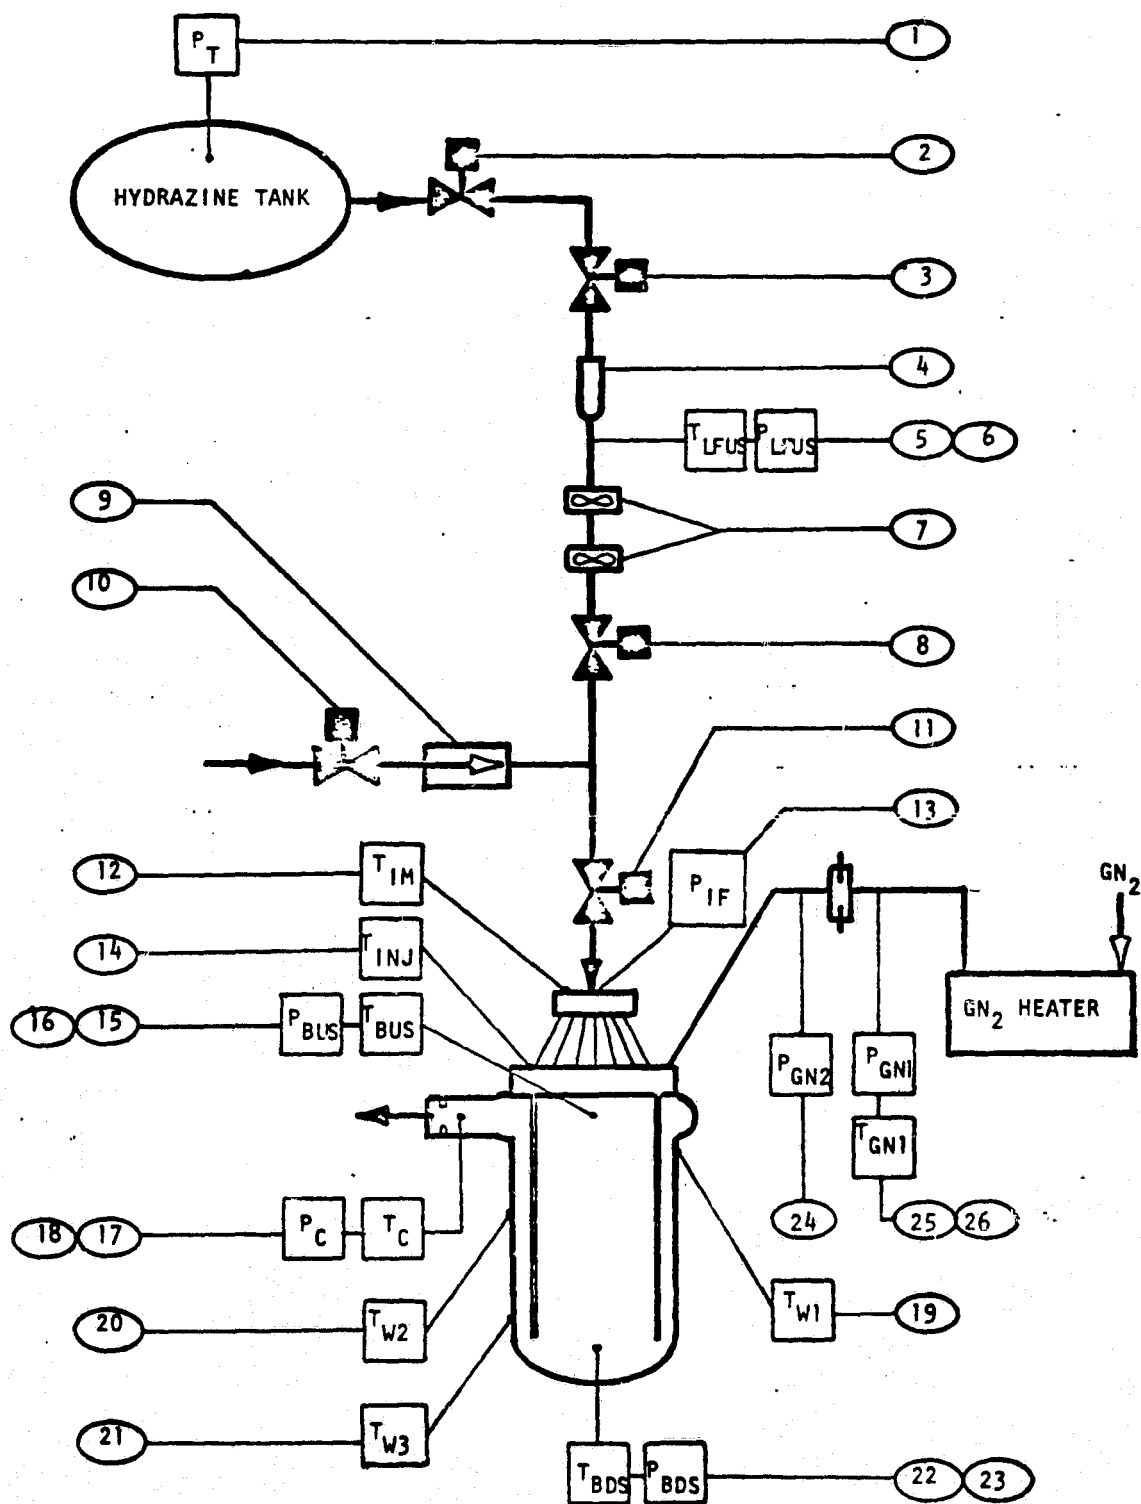 P_T
1
2
HYDRAZINE TANK
3
4
T_LFUS P_LFUS
5 6
9
7
10
8
11
13
12
T_IM
P_IF
GN_2
14
T_INJ
16 15
P_BUS T_BUS
GN_2 HEATER
P_GN2
P_GN1
T_GN1
18 17
P_C T_C
24
25 26
20
T_W2
T_W1
19
21
T_W3
T_BDS P_BDS
22 23